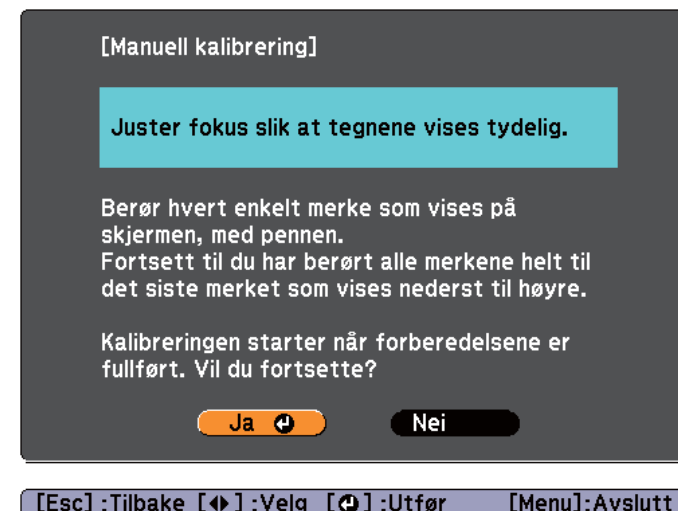 [Manuell kalibrering]
Juster fokus slik at tegnene vises tydelig.
Berør hvert enkelt merke som vises på
skjermen, med pennen.
Fortsett til du har berørt alle merkene helt til
det siste merket som vises nederst til høyre.
Kalibreringen starter når forberedelsene er
fullført. Vil du fortsette?
Ja Nei
[Esc] :Tilbake [◆] :Velg [⏎] :Utfør [Menu]:Avslutt